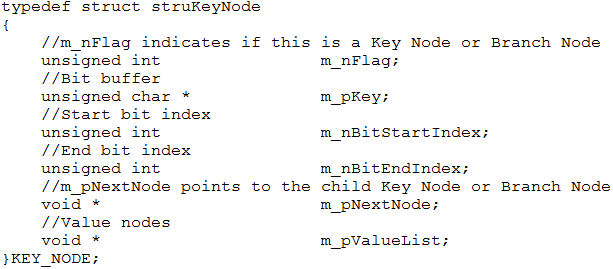 typedef struct struKeyNode
{
    //m_nFlag indicates if this is a Key Node or Branch Node
    unsigned int                m_nFlag;
    //Bit buffer
    unsigned char *             m_pKey;
    //Start bit index
    unsigned int                m_nBitStartIndex;
    //End bit index
    unsigned int                m_nBitEndIndex;
    //m_pNextNode points to the child Key Node or Branch Node
    void *                      m_pNextNode;
    //Value nodes
    void *                      m_pValueList;
}KEY_NODE;